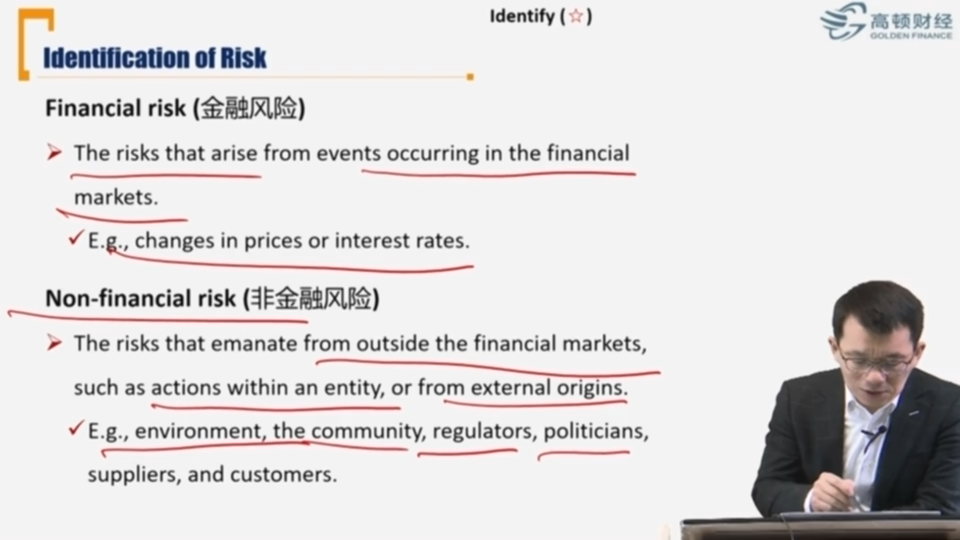 Identify (☆)
高顿财经
GOLDEN FINANCE
Identification of Risk
Financial risk (金融风险)
The risks that arise from events occurring in the financial
markets.
E.g., changes in prices or interest rates.
Non-financial risk (非金融风险)
The risks that emanate from outside the financial markets,
such as actions within an entity, or from external origins.
E.g., environment, the community, regulators, politicians,
suppliers, and customers.